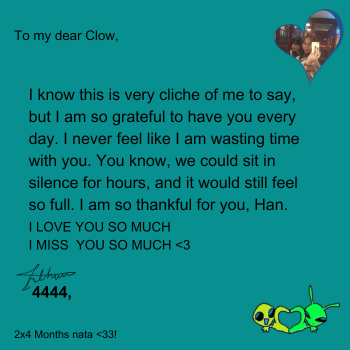 To my dear Clow,
I know this is very cliche of me to say,
but I am so grateful to have you every
day. I never feel like I am wasting time
with you. You know, we could sit in
silence for hours, and it would still feel
so full. I am so thankful for you, Han.
I LOVE YOU SO MUCH
I MISS YOU SO MUCH <3
4444,
2x4 Months nata <33!